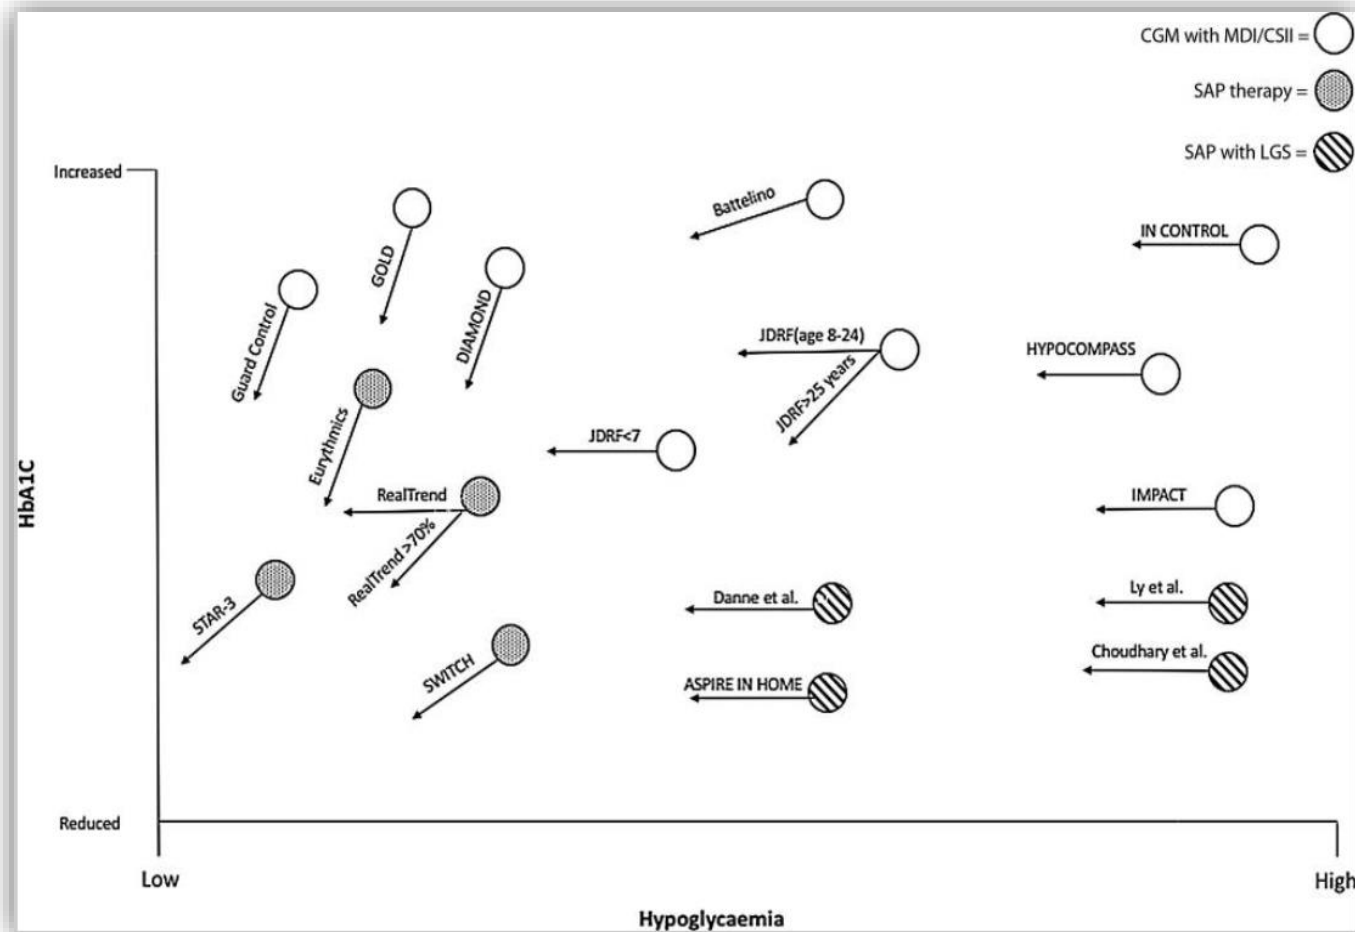 CGM with MDI/CSII =
SAP therapy =
SAP with LGS =
Increased
GOLD
Battelino
IN CONTROL
Guard Control
DIAMOND
JDRF(age 8-24)
HYPOCOMPASS
JDRF>25 years
Eurythmics
JDRF<7
RealTrend
IMPACT
HbA1C
RealTrend >70%
STAR-3
Danne et al.
Ly et al.
SWITCH
Choudhary et al.
ASPIRE IN HOME
Reduced
Low
High
Hypoglycaemia